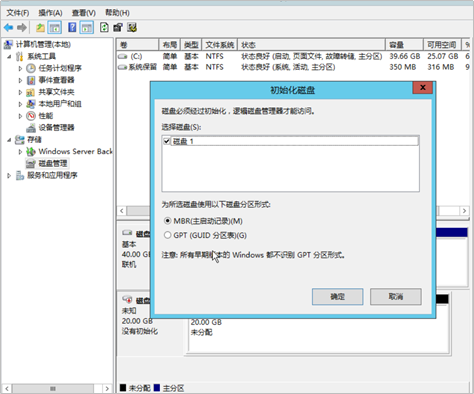 文件(F) 操作(A) 查看(V) 帮助(H)
计算机管理(本地)
系统工具
任务计划程序
事件查看器
共享文件夹
本地用户和组
性能
设备管理器
存储
Windows Server Back
磁盘管理
服务和应用程序
卷 布局 类型 文件系统 状态 容量 可用空间 %
(C:) 简单 基本 NTFS 状态良好 (启动, 页面文件, 故障转储, 主分区) 39.66 GB 25.07 GB 6
系统保留 简单 基本 NTFS 状态良好 (系统, 活动, 主分区) 350 MB 316 MB 9
初始化磁盘
磁盘必须经过初始化，逻辑磁盘管理器才能访问。
选择磁盘(S):
磁盘 1
为所选磁盘使用以下磁盘分区形式:
MBR(主启动记录)(M)
GPT (GUID 分区表)(G)
注意: 所有早期版本的 Windows 都不识别 GPT 分区形式。
确定 取消
基本
40.00 GB
联机
未知
20.00 GB
没有初始化
20.00 GB
未分配
未分配 主分区